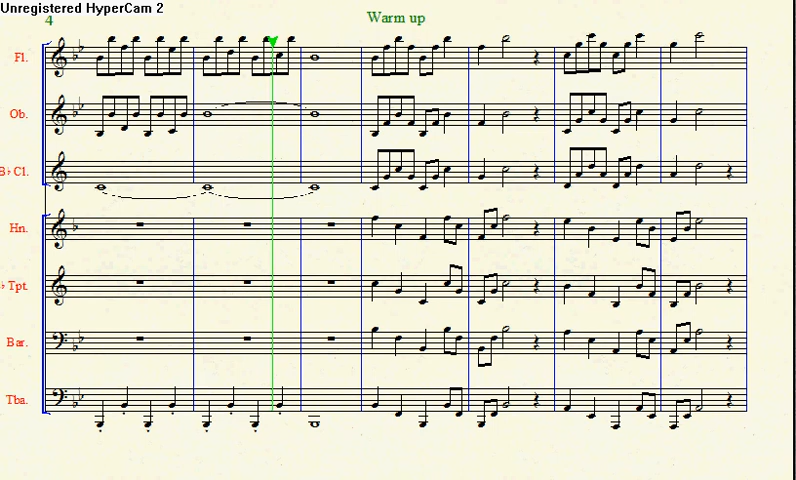 Unregistered HyperCam 2
4
Warm up
Fl.
Ob.
B♭ Cl.
Hn.
♭ Tpt.
Bar.
Tba.